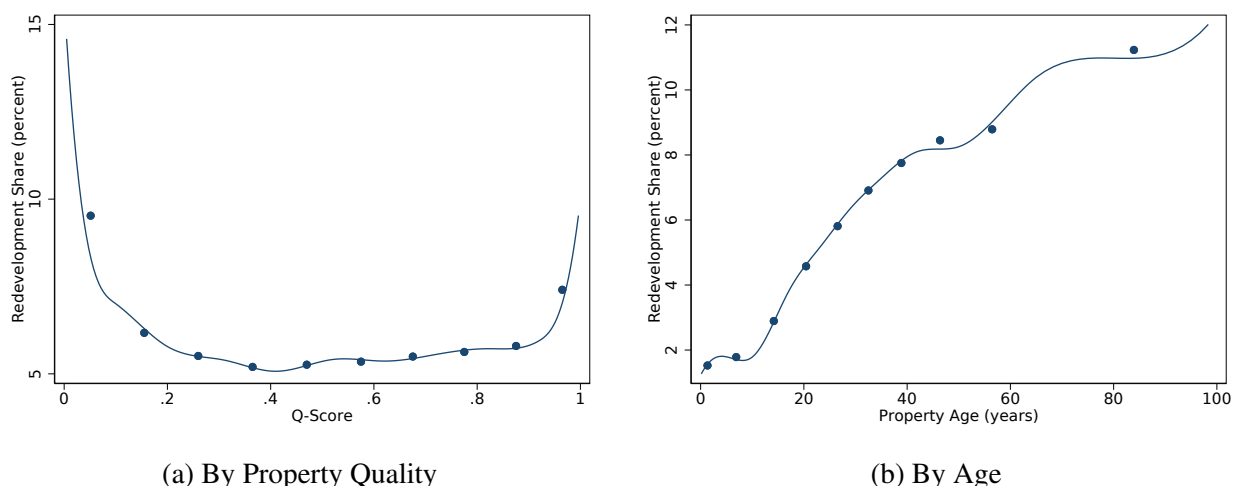 Redevelopment Share (percent)
15
10
5
0 .2 .4 .6 .8 1
Q-Score
(a) By Property Quality
Redevelopment Share (percent)
12
10
8
6
4
2
0 20 40 60 80 100
Property Age (years)
(b) By Age